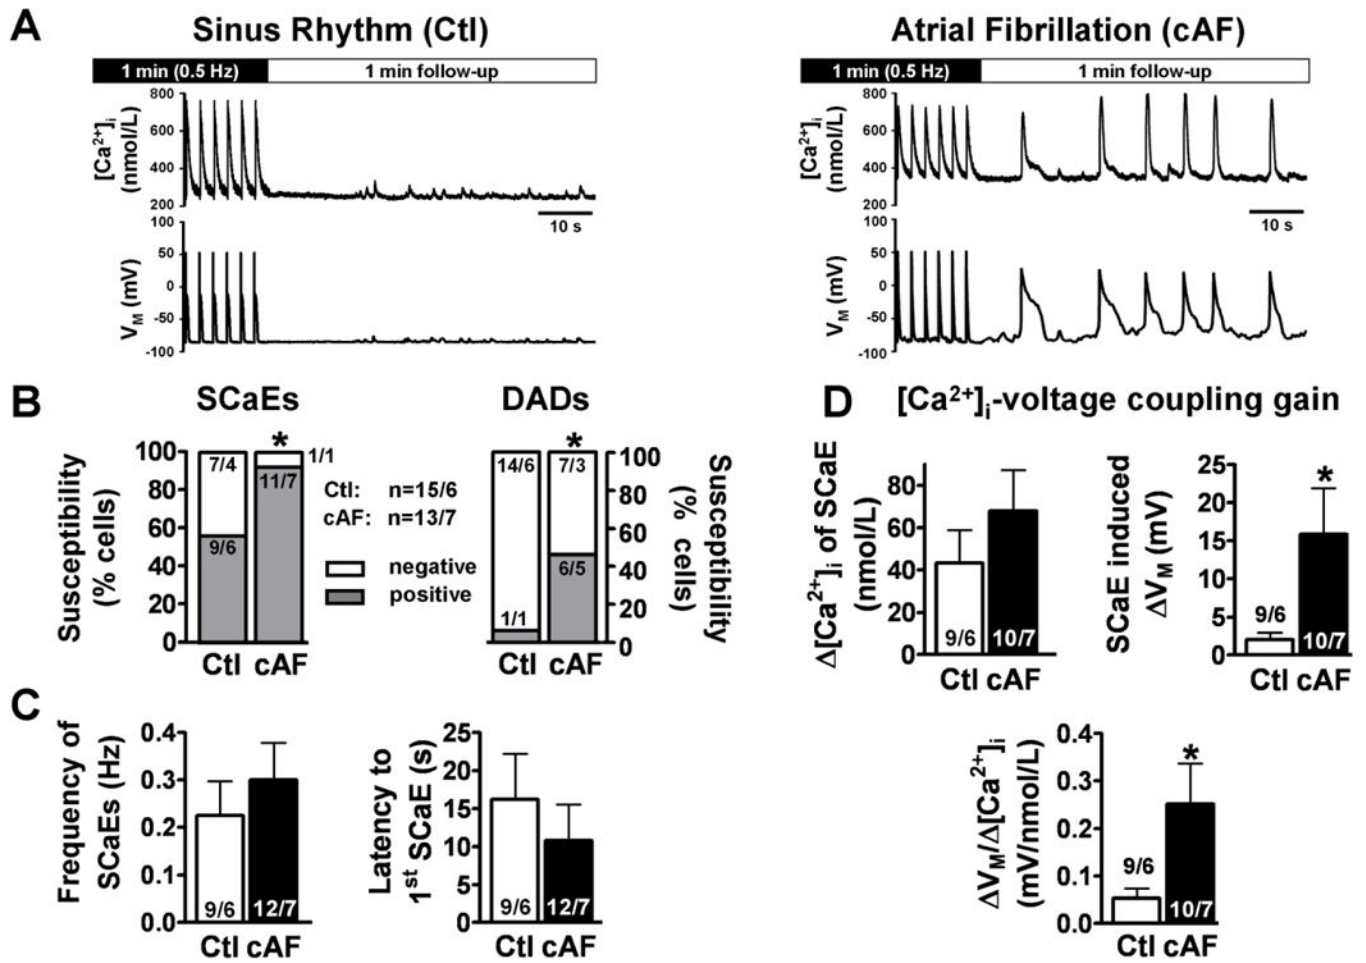 A
Sinus Rhythm (Ctl)
Atrial Fibrillation (cAF)
1 min (0.5 Hz)
1 min follow-up
1 min (0.5 Hz)
1 min follow-up
[Ca²⁺]ᵢ
(nmol/L)
800
600
400
200
10 s
[Ca²⁺]ᵢ
(nmol/L)
800
600
400
200
10 s
V_M (mV)
100
50
0
-50
-100
V_M (mV)
100
50
0
-50
-100
B
SCaEs
DADs
Susceptibility
(% cells)
100
80
60
40
20
0
7/4
9/6
*
1/1
11/7
Ctl cAF
Ctl: n=15/6
cAF: n=13/7
negative
positive
14/6
1/1
*
7/3
6/5
Ctl cAF
100
80
60
40
20
0
Susceptibility
(% cells)
C
Frequency of
SCaEs (Hz)
0.4
0.3
0.2
0.1
0.0
9/6
12/7
Ctl cAF
Latency to
1st SCaE (s)
25
20
15
10
5
0
9/6
12/7
Ctl cAF
D
[Ca²⁺]ᵢ-voltage coupling gain
Δ[Ca²⁺]ᵢ of SCaE
(nmol/L)
80
60
40
20
0
9/6
10/7
Ctl cAF
SCaE induced
ΔV_M (mV)
25
20
15
10
5
0
9/6
*
10/7
Ctl cAF
ΔV_M/Δ[Ca²⁺]ᵢ
(mV/nmol/L)
0.4
0.3
0.2
0.1
0.0
9/6
*
10/7
Ctl cAF